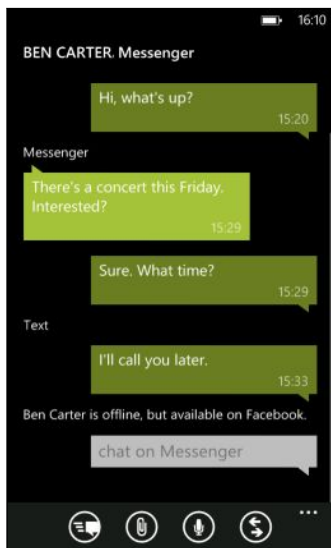 16:10
BEN CARTER, Messenger
Hi, what's up?
15:20
Messenger
There's a concert this Friday.
Interested?
15:29
Sure. What time?
15:29
Text
I'll call you later.
15:33
Ben Carter is offline, but available on Facebook.
chat on Messenger